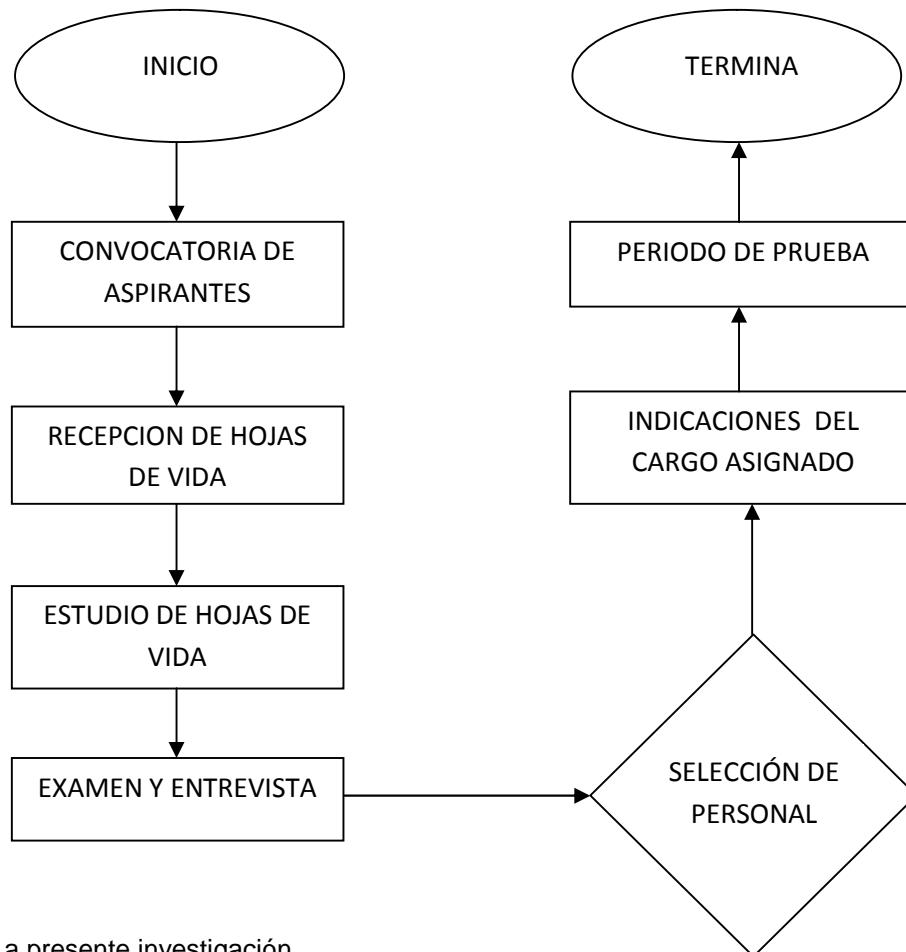 INICIO
CONVOCATORIA DE
ASPIRANTES
RECEPCION DE HOJAS
DE VIDA
ESTUDIO DE HOJAS DE
VIDA
EXAMEN Y ENTREVISTA
SELECCIÓN DE
PERSONAL
INDICACIONES DEL
CARGO ASIGNADO
PERIODO DE PRUEBA
TERMINA
a presente investigación